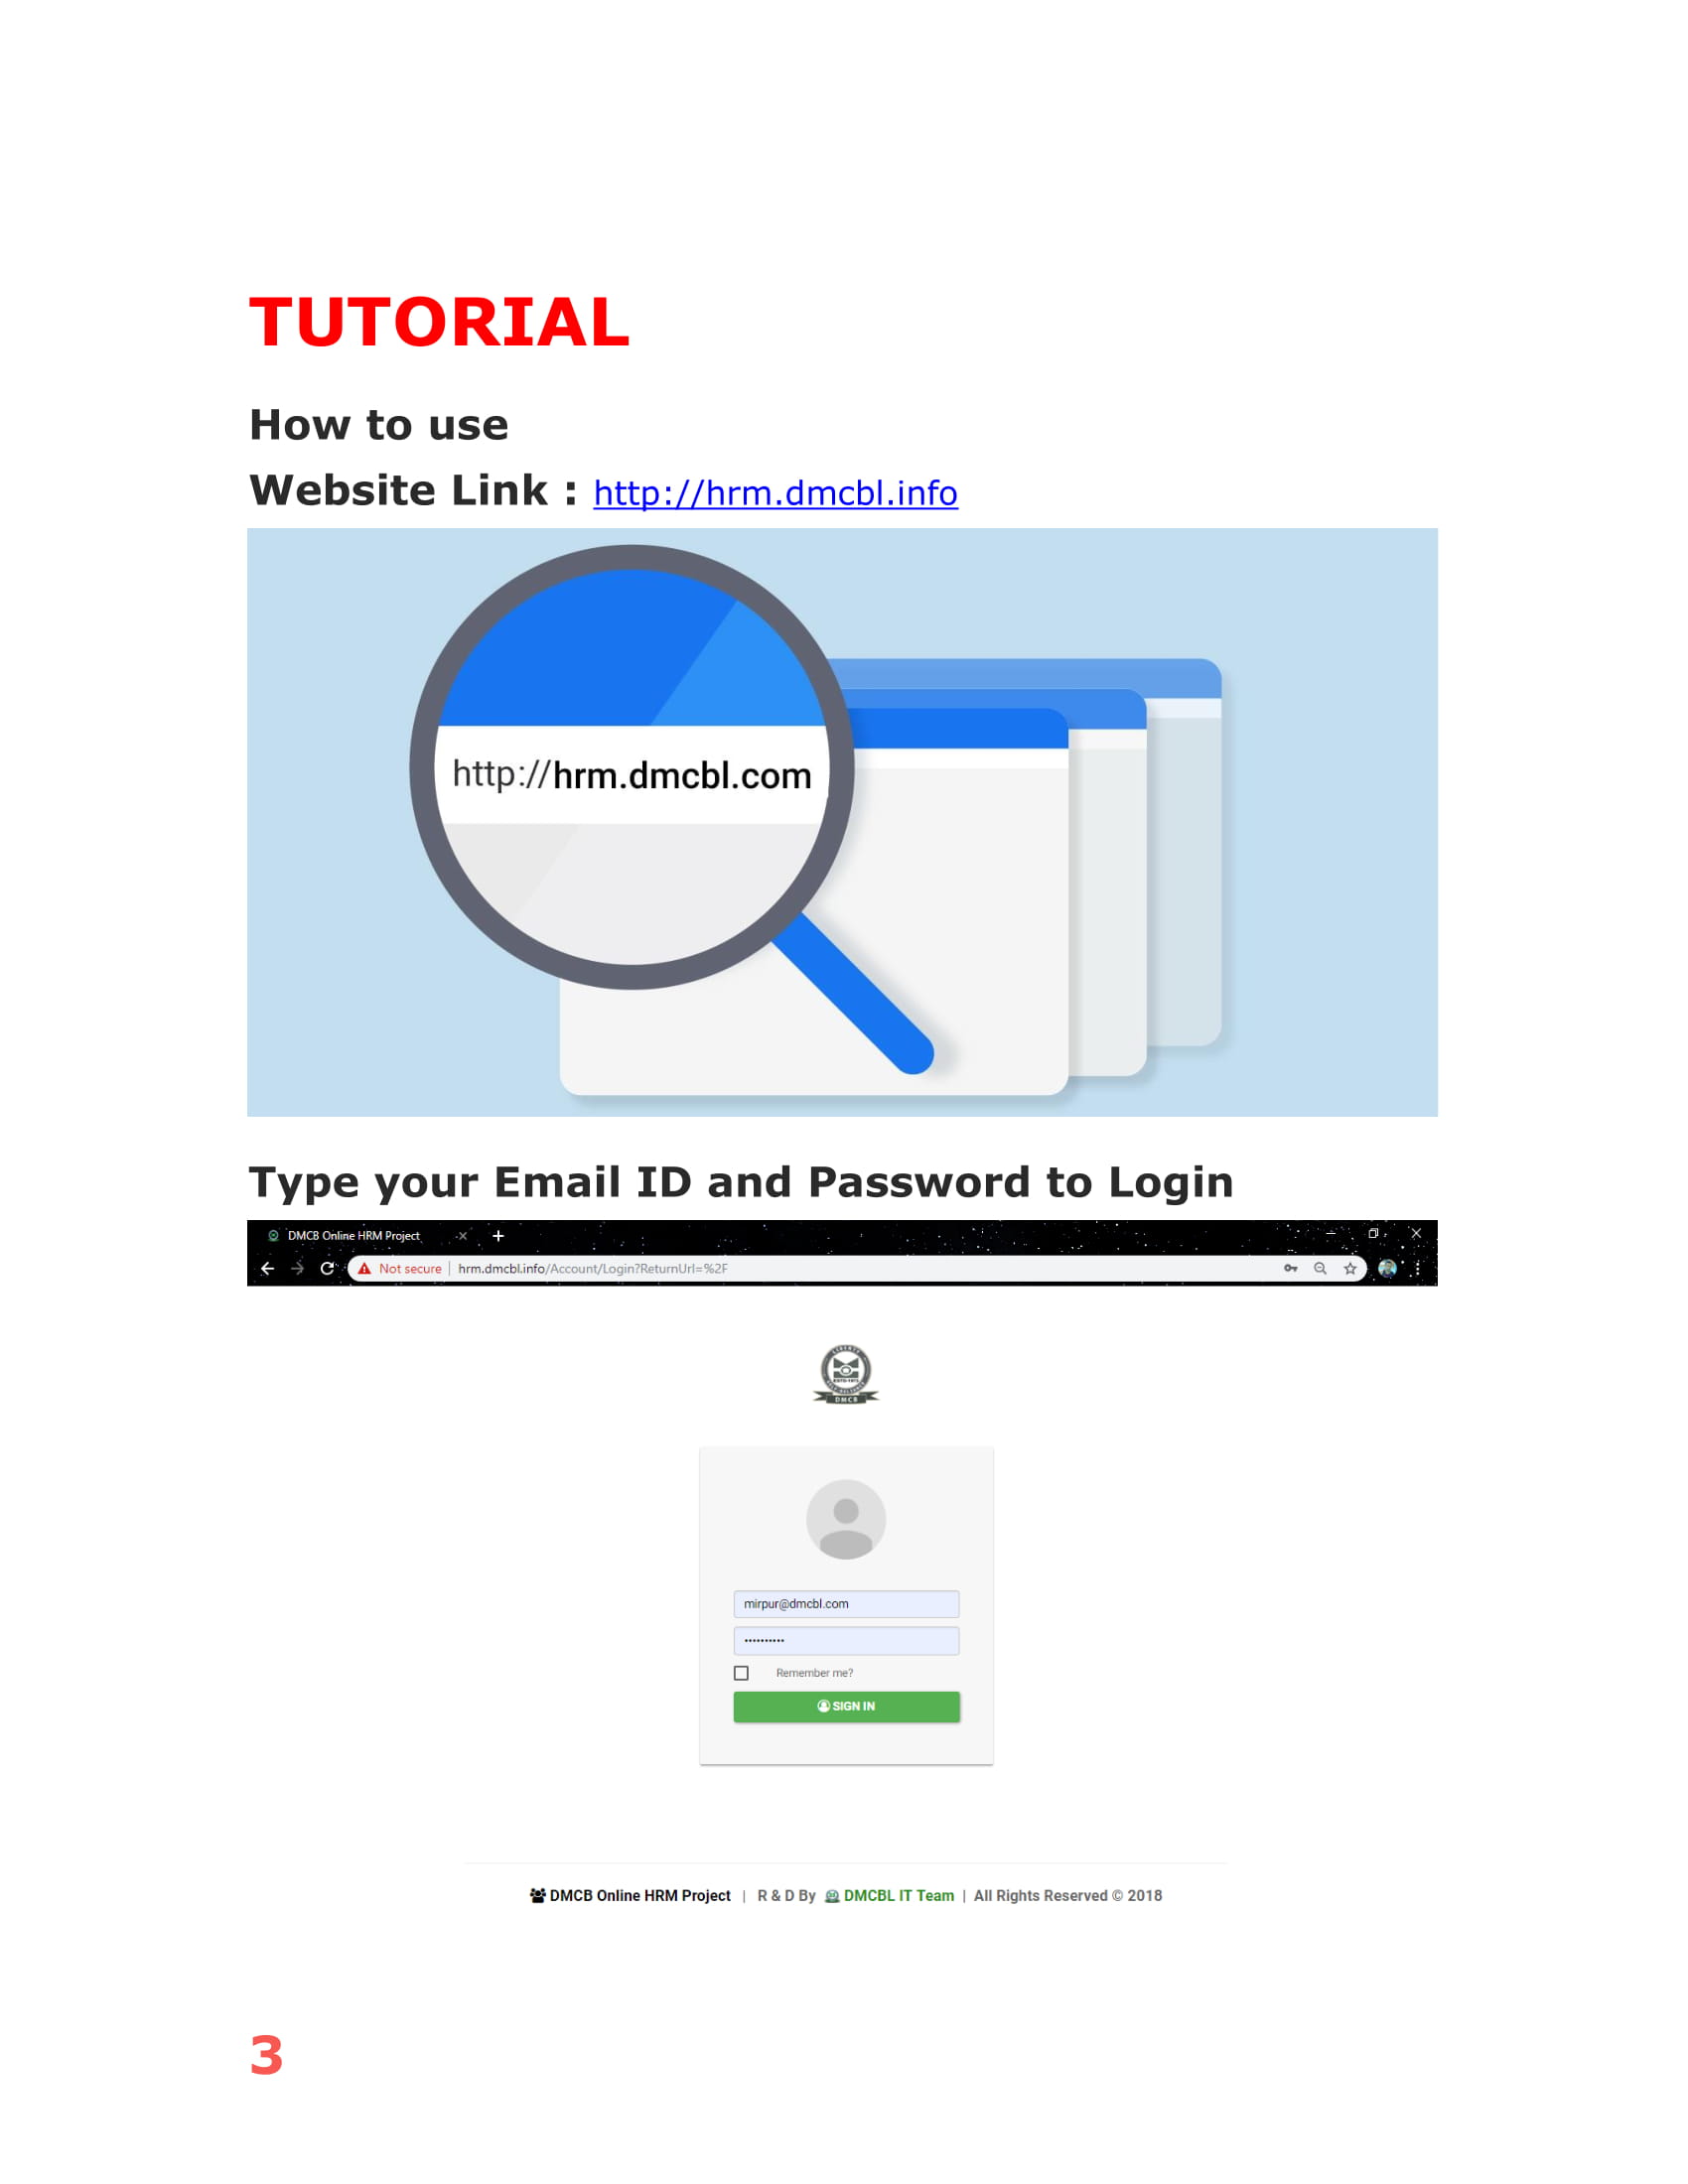 TUTORIAL
How to use
Website Link : http://hrm.dmcbl.info
http://hrm.dmcbl.com
Type your Email ID and Password to Login
DMCB Online HRM Project
Not secure | hrm.dmcbl.info/Account/Login?ReturnUrl=%2F
DMCB
mirpur@dmcbl.com
••••••••••
Remember me?
SIGN IN
DMCB Online HRM Project | R & D By DMCBL IT Team | All Rights Reserved © 2018
3